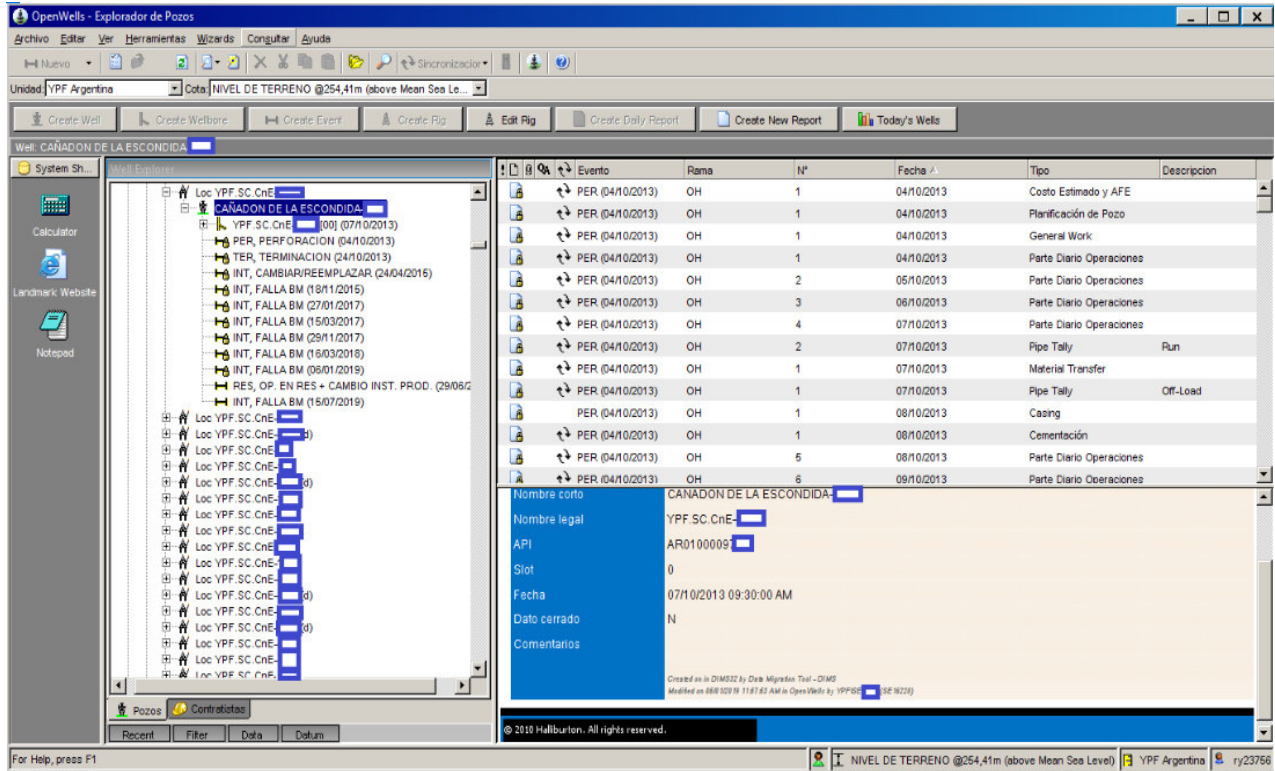 OpenWells - Explorador de Pozos
Archivo Editar Ver Herramientas Wizards Consultar Ayuda
Nuevo Sincronizacion
Unidad: YPF Argentina Cota: NIVEL DE TERRENO @254,41m (above Mean Sea Le...
Create Well Create Wellbore Create Event Create Rig Edit Rig Create Daily Report Create New Report Today's Wells
Well: CAÑADON DE LA ESCONDIDA
System Sh...
Calculator
Landmark Website
Notepad
Well Explorer
Loc YPF.SC.CnE-
CAÑADON DE LA ESCONDIDA-
YPF.SC.CnE- [00] (07/10/2013)
PER, PERFORACION (04/10/2013)
TER, TERMINACION (24/10/2013)
INT, CAMBIAR/REEMPLAZAR (24/04/2015)
INT, FALLA BM (18/11/2015)
INT, FALLA BM (27/01/2017)
INT, FALLA BM (15/03/2017)
INT, FALLA BM (29/11/2017)
INT, FALLA BM (16/03/2018)
INT, FALLA BM (06/01/2019)
RES, OP. EN RES + CAMBIO INST. PROD. (29/06/2
INT, FALLA BM (15/07/2019)
Loc YPF.SC.CnE-
Loc YPF.SC.CnE- d)
Loc YPF.SC.CnE-
Loc YPF.SC.CnE-
Loc YPF.SC.CnE- (d)
Loc YPF.SC.CnE-
Loc YPF.SC.CnE-
Loc YPF.SC.CnE-
Loc YPF.SC.CnE
Loc YPF.SC.CnE-
Loc YPF.SC.CnE-
Loc YPF.SC.CnE- (d)
Loc YPF.SC.CnE-
Loc YPF.SC.CnE- (d)
Loc YPF.SC.CnE-
Loc YPF.SC.CnE-
Loc YPF.SC.CnE-
Pozos Contratistas
Recent Filter Data Datum
Evento Rama N° Fecha Tipo Descripcion
PER (04/10/2013) OH 1 04/10/2013 Costo Estimado y AFE
PER (04/10/2013) OH 1 04/10/2013 Planificación de Pozo
PER (04/10/2013) OH 1 04/10/2013 General Work
PER (04/10/2013) OH 1 04/10/2013 Parte Diario Operaciones
PER (04/10/2013) OH 2 05/10/2013 Parte Diario Operaciones
PER (04/10/2013) OH 3 06/10/2013 Parte Diario Operaciones
PER (04/10/2013) OH 4 07/10/2013 Parte Diario Operaciones
PER (04/10/2013) OH 2 07/10/2013 Pipe Tally Run
PER (04/10/2013) OH 1 07/10/2013 Material Transfer
PER (04/10/2013) OH 1 07/10/2013 Pipe Tally Off-Load
PER (04/10/2013) OH 1 08/10/2013 Casing
PER (04/10/2013) OH 1 08/10/2013 Cementación
PER (04/10/2013) OH 5 08/10/2013 Parte Diario Operaciones
PER (04/10/2013) OH 6 09/10/2013 Parte Diario Operaciones
Nombre corto CAÑADON DE LA ESCONDIDA-
Nombre legal YPF.SC.CnE-
API AR01000097
Slot 0
Fecha 07/10/2013 09:30:00 AM
Dato cerrado N
Comentarios
Created on in DIMS32 by Data Migration Tool - DIMS
Modified on in OpenWells by
© 2010 Halliburton. All rights reserved.
For Help, press F1 NIVEL DE TERRENO @254,41m (above Mean Sea Level) YPF Argentina ry23756